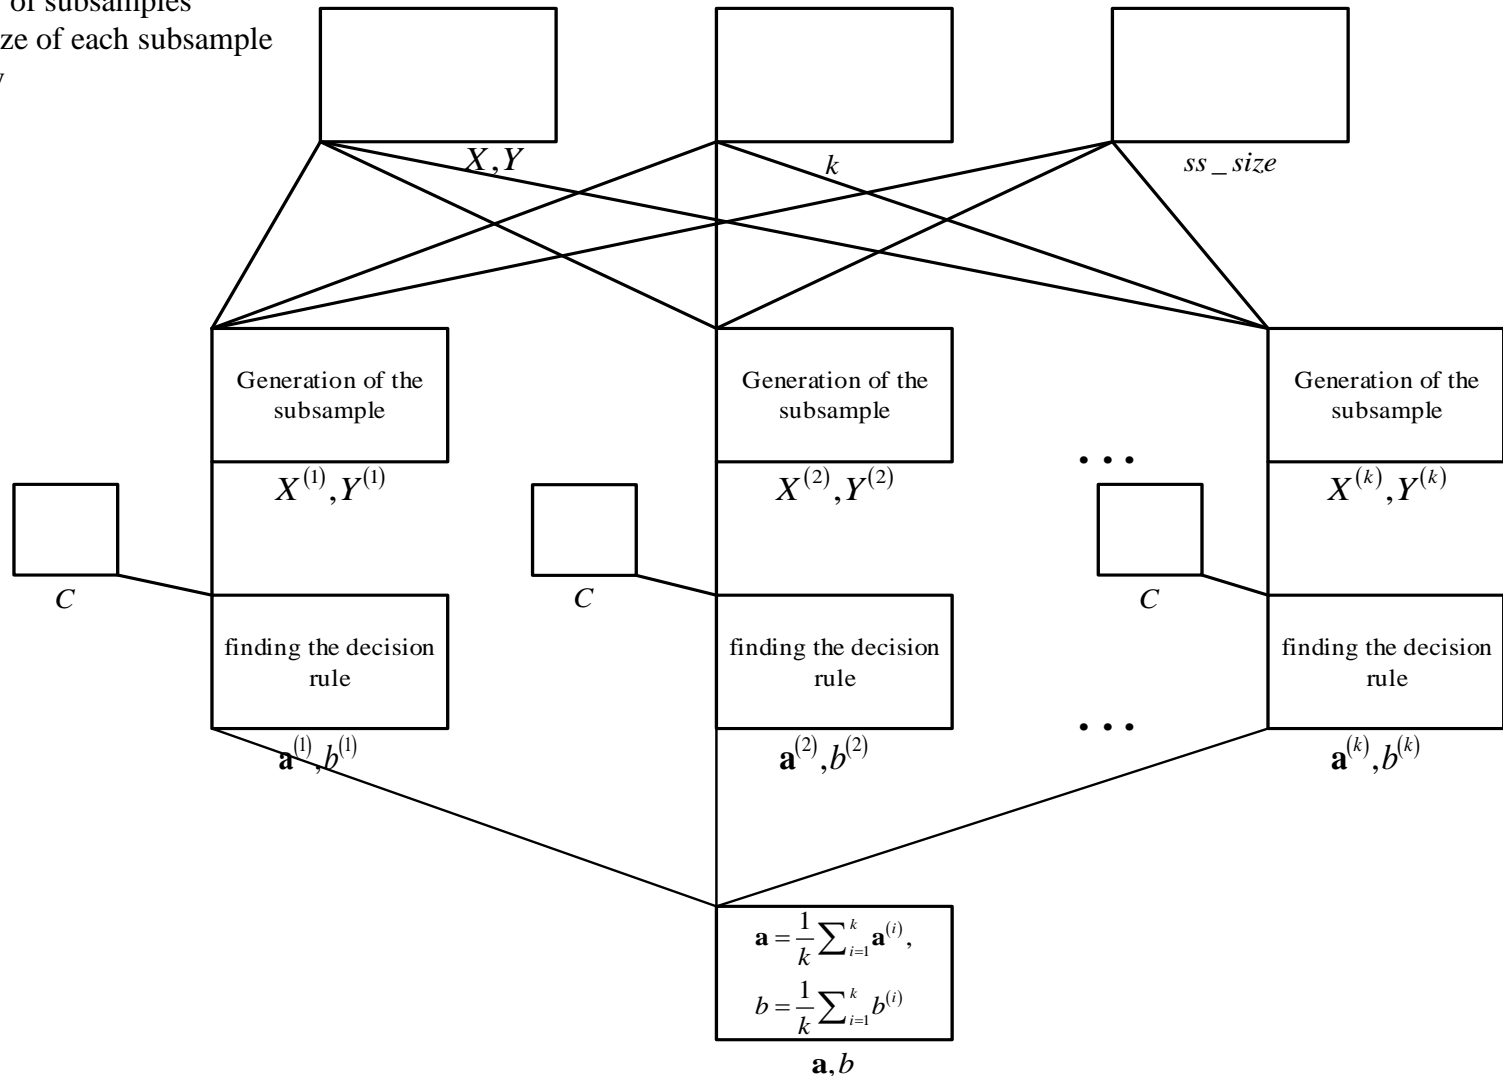 of subsamples
ze of each subsample
X,Y
k
ss_size
Generation of the
subsample
Generation of the
subsample
Generation of the
subsample
...
X^(1),Y^(1)
X^(2),Y^(2)
X^(k),Y^(k)
C
C
C
finding the decision
rule
finding the decision
rule
finding the decision
rule
...
a^(1),b^(1)
a^(2),b^(2)
a^(k),b^(k)
a = 1/k ∑_{i=1}^{k} a^(i),
b = 1/k ∑_{i=1}^{k} b^(i)
a,b